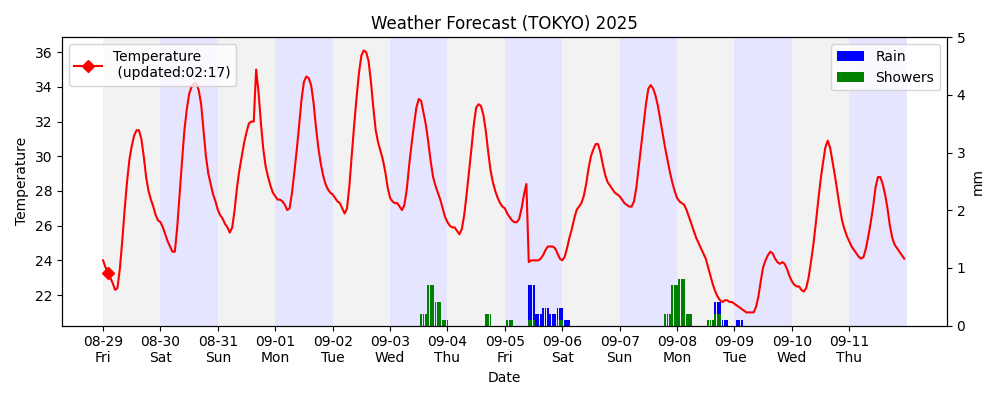 Weather Forecast (TOKYO) 2025
Temperature
(updated:02:17)
Rain
Showers
Temperature
36
34
32
30
28
26
24
22
5
4
3
2
1
0
mm
08-29 08-30 08-31 09-01 09-02 09-03 09-04 09-05 09-06 09-07 09-08 09-09 09-10 09-11
Fri Sat Sun Mon Tue Wed Thu Fri Sat Sun Mon Tue Wed Thu
Date